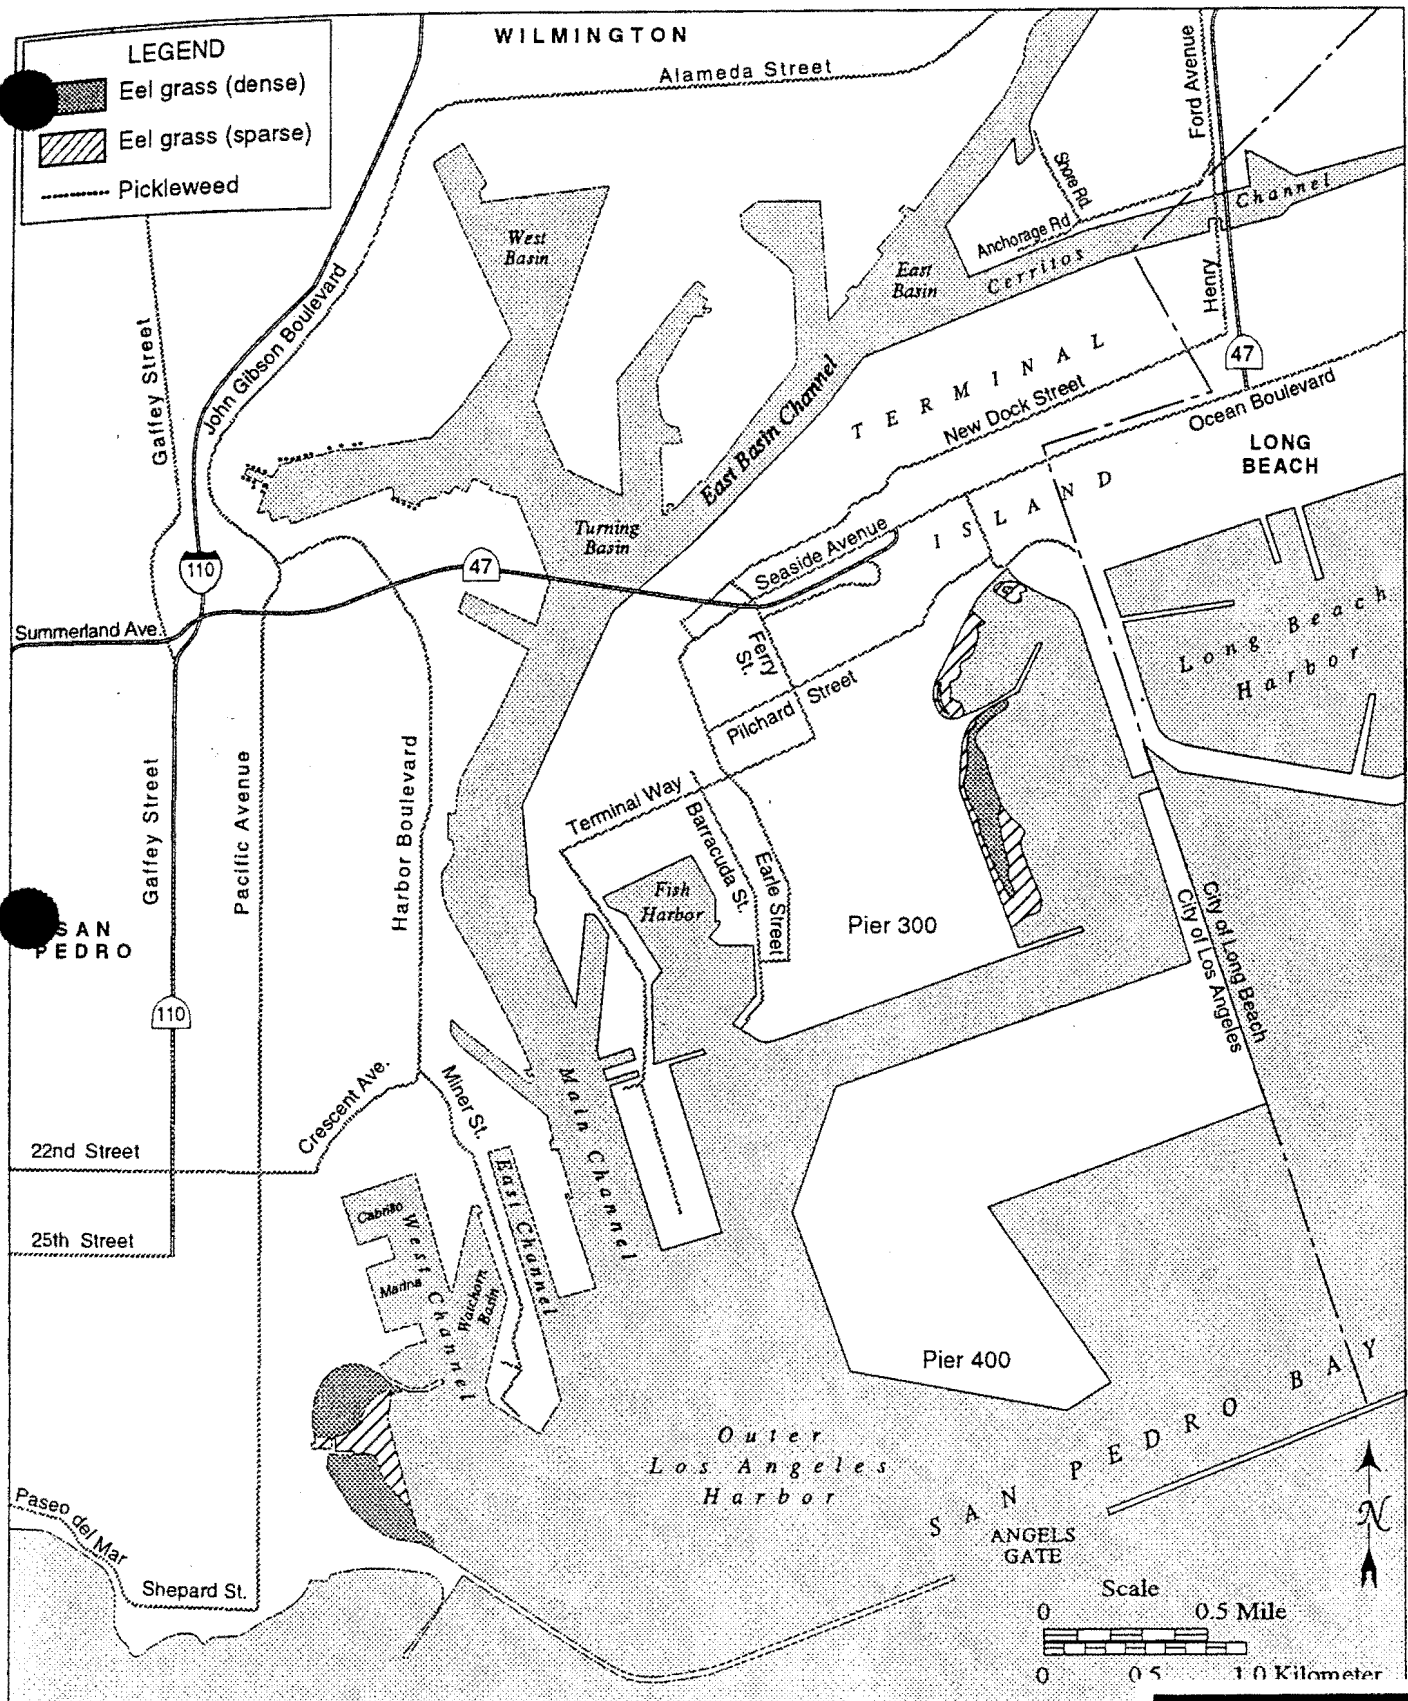 LEGEND
Eel grass (dense)
Eel grass (sparse)
Pickleweed
WILMINGTON
Alameda Street
Ford Avenue
Shore Rd.
Anchorage Rd
Channel
Cerritos
Henry
West
Basin
East
Basin
Gaffey Street
John Gibson Boulevard
East Basin Channel
TERMINAL
New Dock Street
47
Ocean Boulevard
LONG
BEACH
ISLAND
Turning
Basin
Seaside Avenue
110
47
Long Beach
Harbor
Summerland Ave.
Ferry
St.
Pilchard Street
Gaffey Street
Pacific Avenue
Harbor Boulevard
Terminal Way
Barracuda St.
Earle Street
Fish
Harbor
Pier 300
City of Long Beach
City of Los Angeles
SAN
PEDRO
110
Crescent Ave.
Miner St.
Main Channel
22nd Street
East Channel
25th Street
Cabrillo
Marina
West Channel
Watchorn
Basin
Pier 400
Outer
Los Angeles
Harbor
SAN PEDRO BAY
ANGELS
GATE
N
Paseo del Mar
Shepard St.
Scale
0 0.5 Mile
0 0.5 1.0 Kilometer